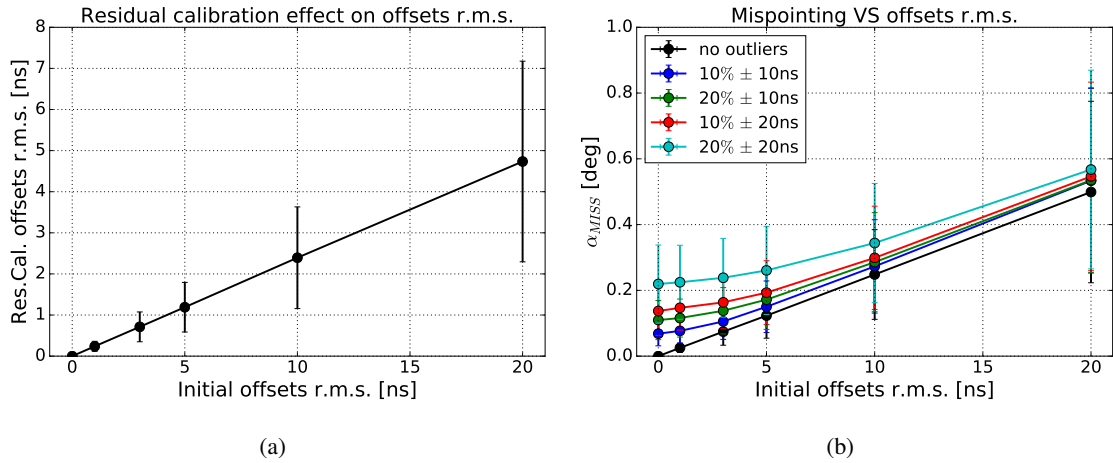 Residual calibration effect on offsets r.m.s.
8
7
6
5
4
3
2
1
0
Res.Cal. offsets r.m.s. [ns]
0 5 10 15 20
Initial offsets r.m.s. [ns]
(a)
Mispointing VS offsets r.m.s.
1.0
0.8
0.6
0.4
0.2
0.0
α_MISS [deg]
no outliers
10% ± 10ns
20% ± 10ns
10% ± 20ns
20% ± 20ns
0 5 10 15 20
Initial offsets r.m.s. [ns]
(b)